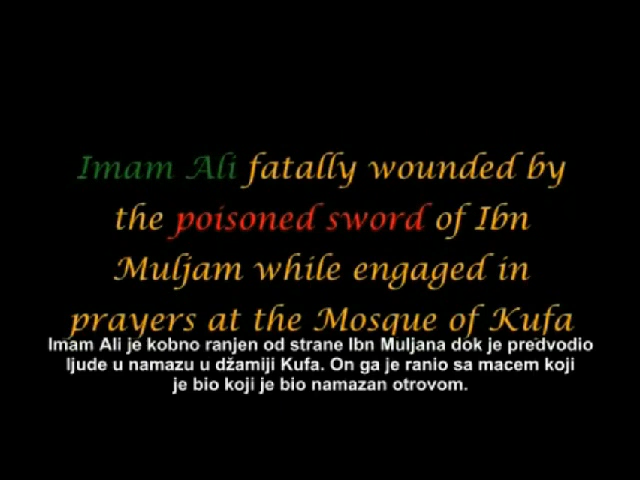 Imam Ali fatally wounded by
the poisoned sword of Ibn
Muljam while engaged in
prayers at the Mosque of Kufa
Imam Ali je kobno ranjen od strane Ibn Muljana dok je predvodio
ljude u namazu u džamiji Kufa. On ga je ranio sa macem koji
je bio koji je bio namazan otrovom.